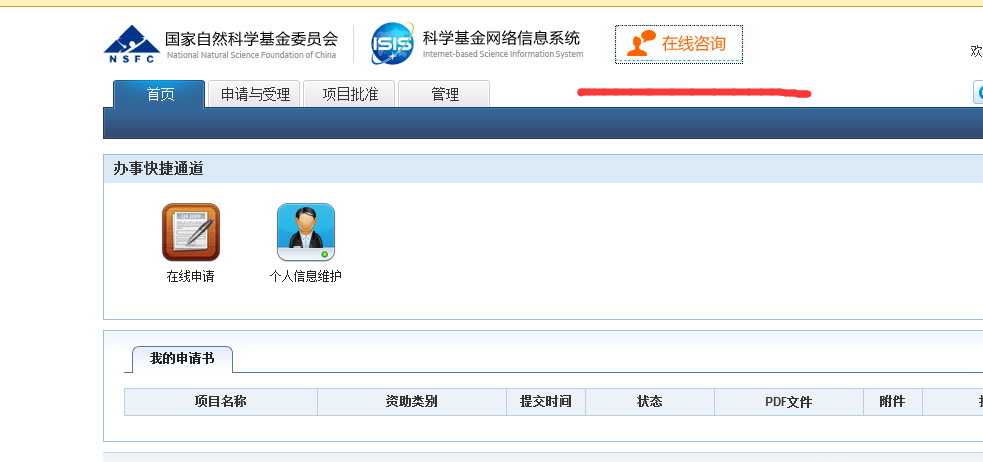 国家自然科学基金委员会
National Natural Science Foundation of China
NSFC
ISIS
科学基金网络信息系统
Internet-based Science Information System
在线咨询
欢
首页 申请与受理 项目批准 管理
办事快捷通道
在线申请 个人信息维护
我的申请书
项目名称 资助类别 提交时间 状态 PDF文件 附件